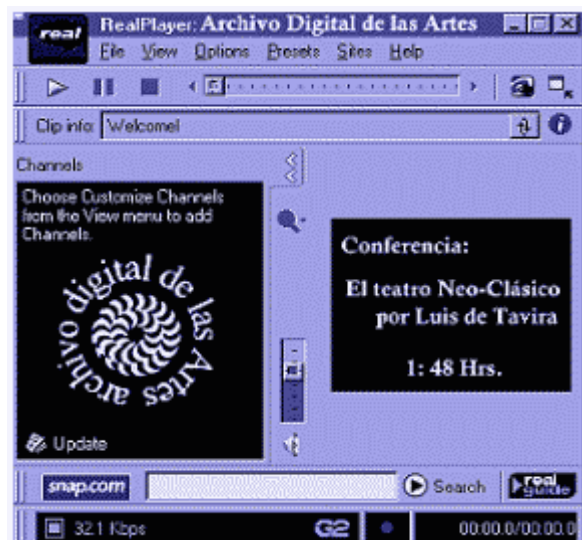 real
RealPlayer: Archivo Digital de las Artes
File View Options Presets Sites Help
Clip info: Welcome!
Channels
Choose Customize Channels
from the View menu to add
Channels.
archivo digital de las Artes
Update
Conferencia:
El teatro Neo-Clásico
por Luis de Tavira
1: 48 Hrs.
snap.com
Search
real
guide
32.1 Kbps
G2
00:00.0/00:00.0